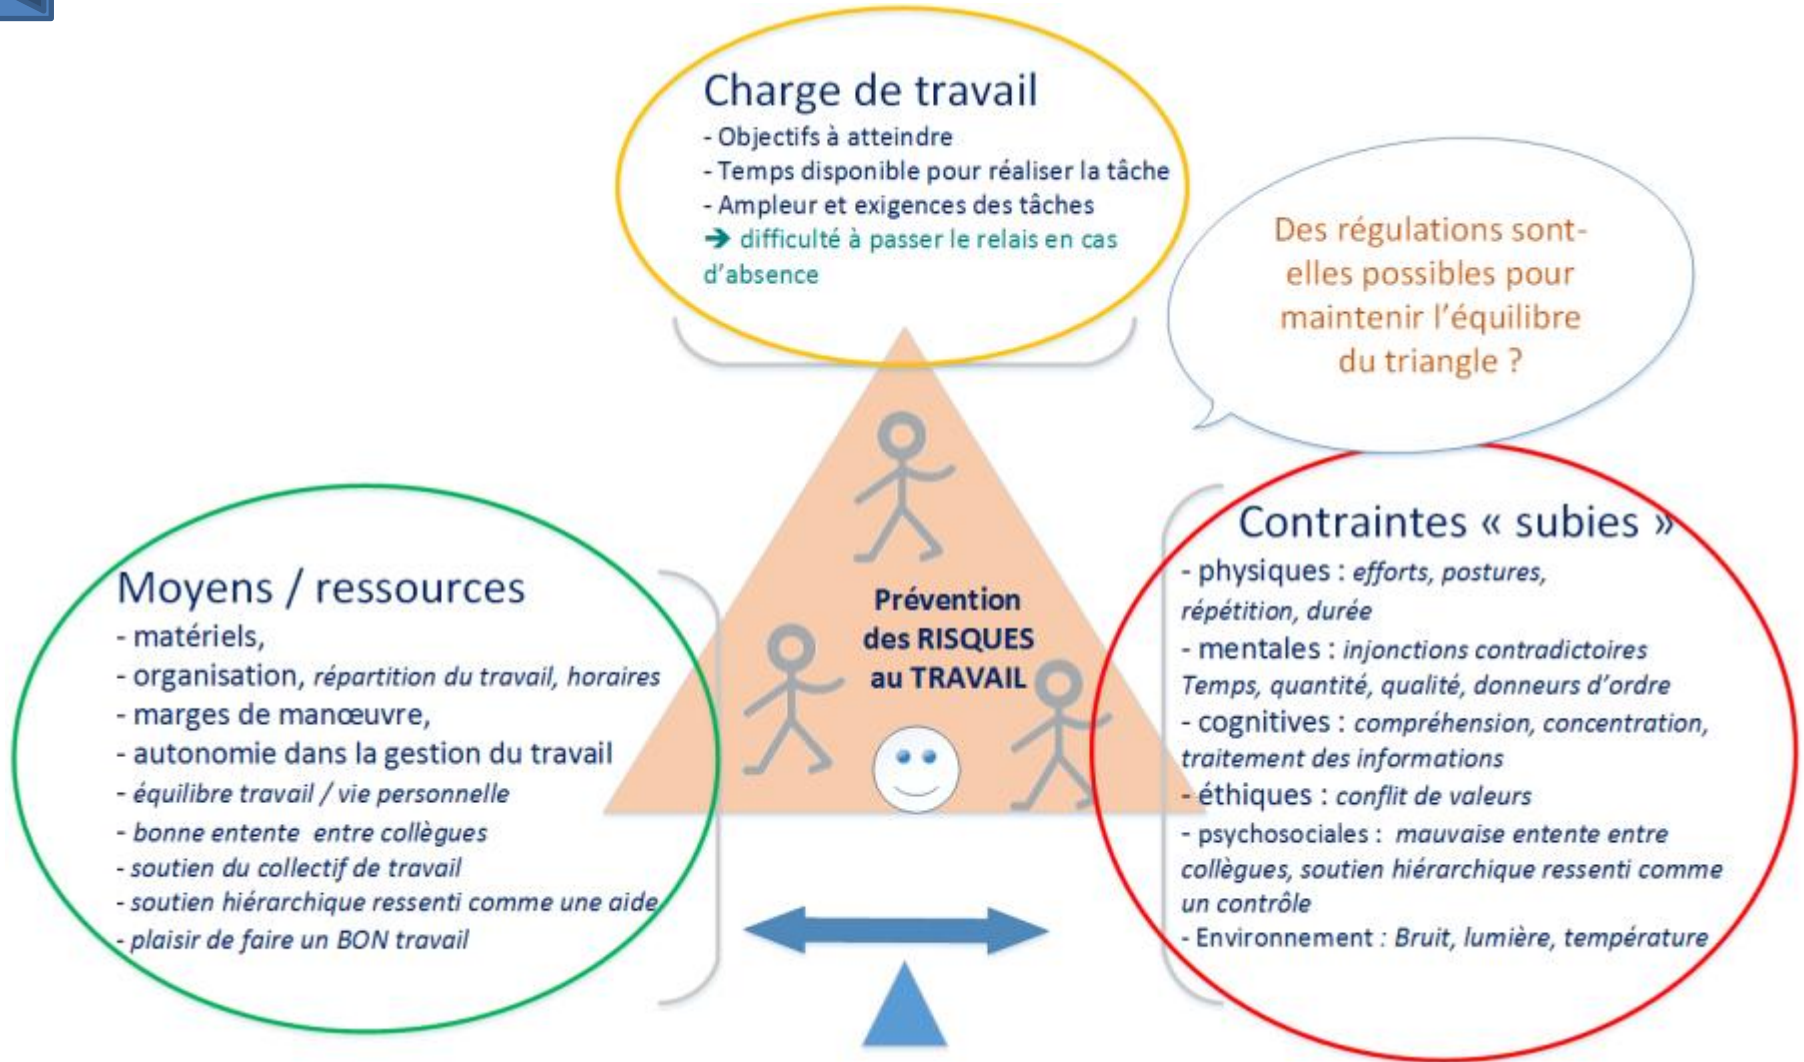 Charge de travail
- Objectifs à atteindre
- Temps disponible pour réaliser la tâche
- Ampleur et exigences des tâches
➔ difficulté à passer le relais en cas
d'absence
Des régulations sont-
elles possibles pour
maintenir l'équilibre
du triangle ?
Moyens / ressources
- matériels,
- organisation, répartition du travail, horaires
- marges de manœuvre,
- autonomie dans la gestion du travail
- équilibre travail / vie personnelle
- bonne entente entre collègues
- soutien du collectif de travail
- soutien hiérarchique ressenti comme une aide
- plaisir de faire un BON travail
Prévention
des RISQUES
au TRAVAIL
Contraintes « subies »
- physiques : efforts, postures,
répétition, durée
- mentales : injonctions contradictoires
Temps, quantité, qualité, donneurs d'ordre
- cognitives : compréhension, concentration,
traitement des informations
- éthiques : conflit de valeurs
- psychosociales : mauvaise entente entre
collègues, soutien hiérarchique ressenti comme
un contrôle
- Environnement : Bruit, lumière, température